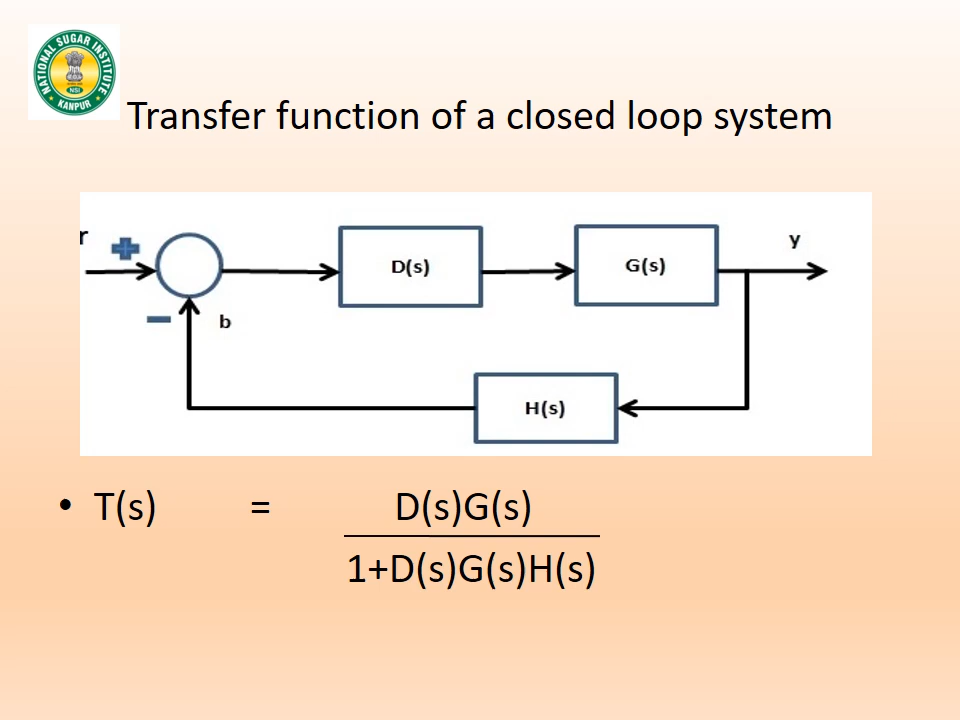 NATIONAL SUGAR INSTITUTE
NSI
KANPUR
Transfer function of a closed loop system
r
+
D(s)
G(s)
y
−
b
H(s)
• T(s) = D(s)G(s)
1+D(s)G(s)H(s)